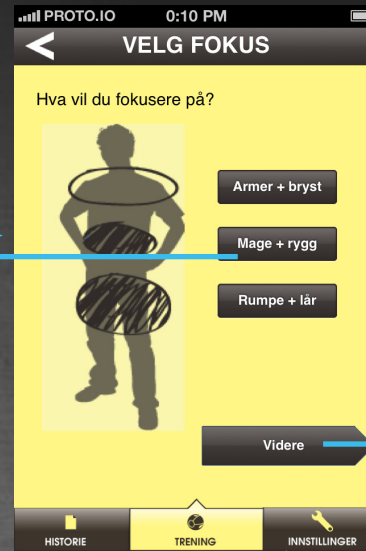 PROTO.IO 0:10 PM
VELG FOKUS
Hva vil du fokusere på?
Armer + bryst
Mage + rygg
Rumpe + lår
Videre
HISTORIE TRENING INNSTILLINGER